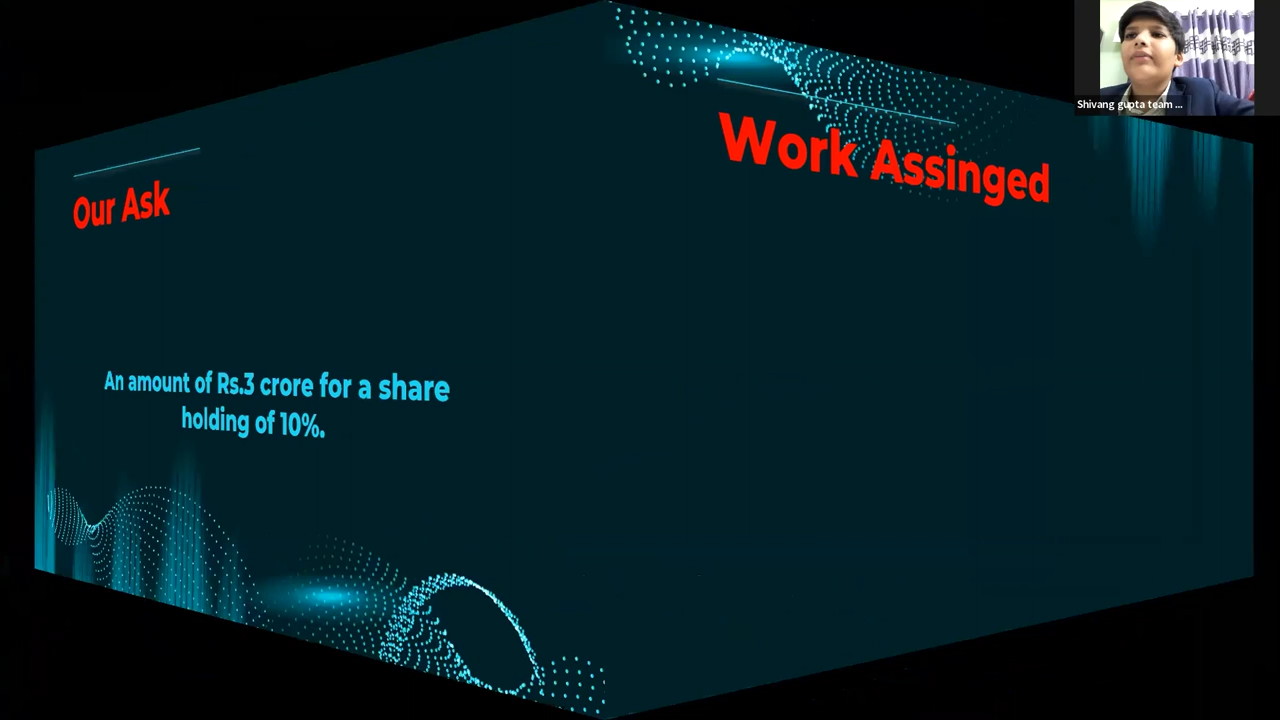 Our Ask
An amount of Rs.3 crore for a share
holding of 10%.
Work Assinged
Shivang gupta team ...